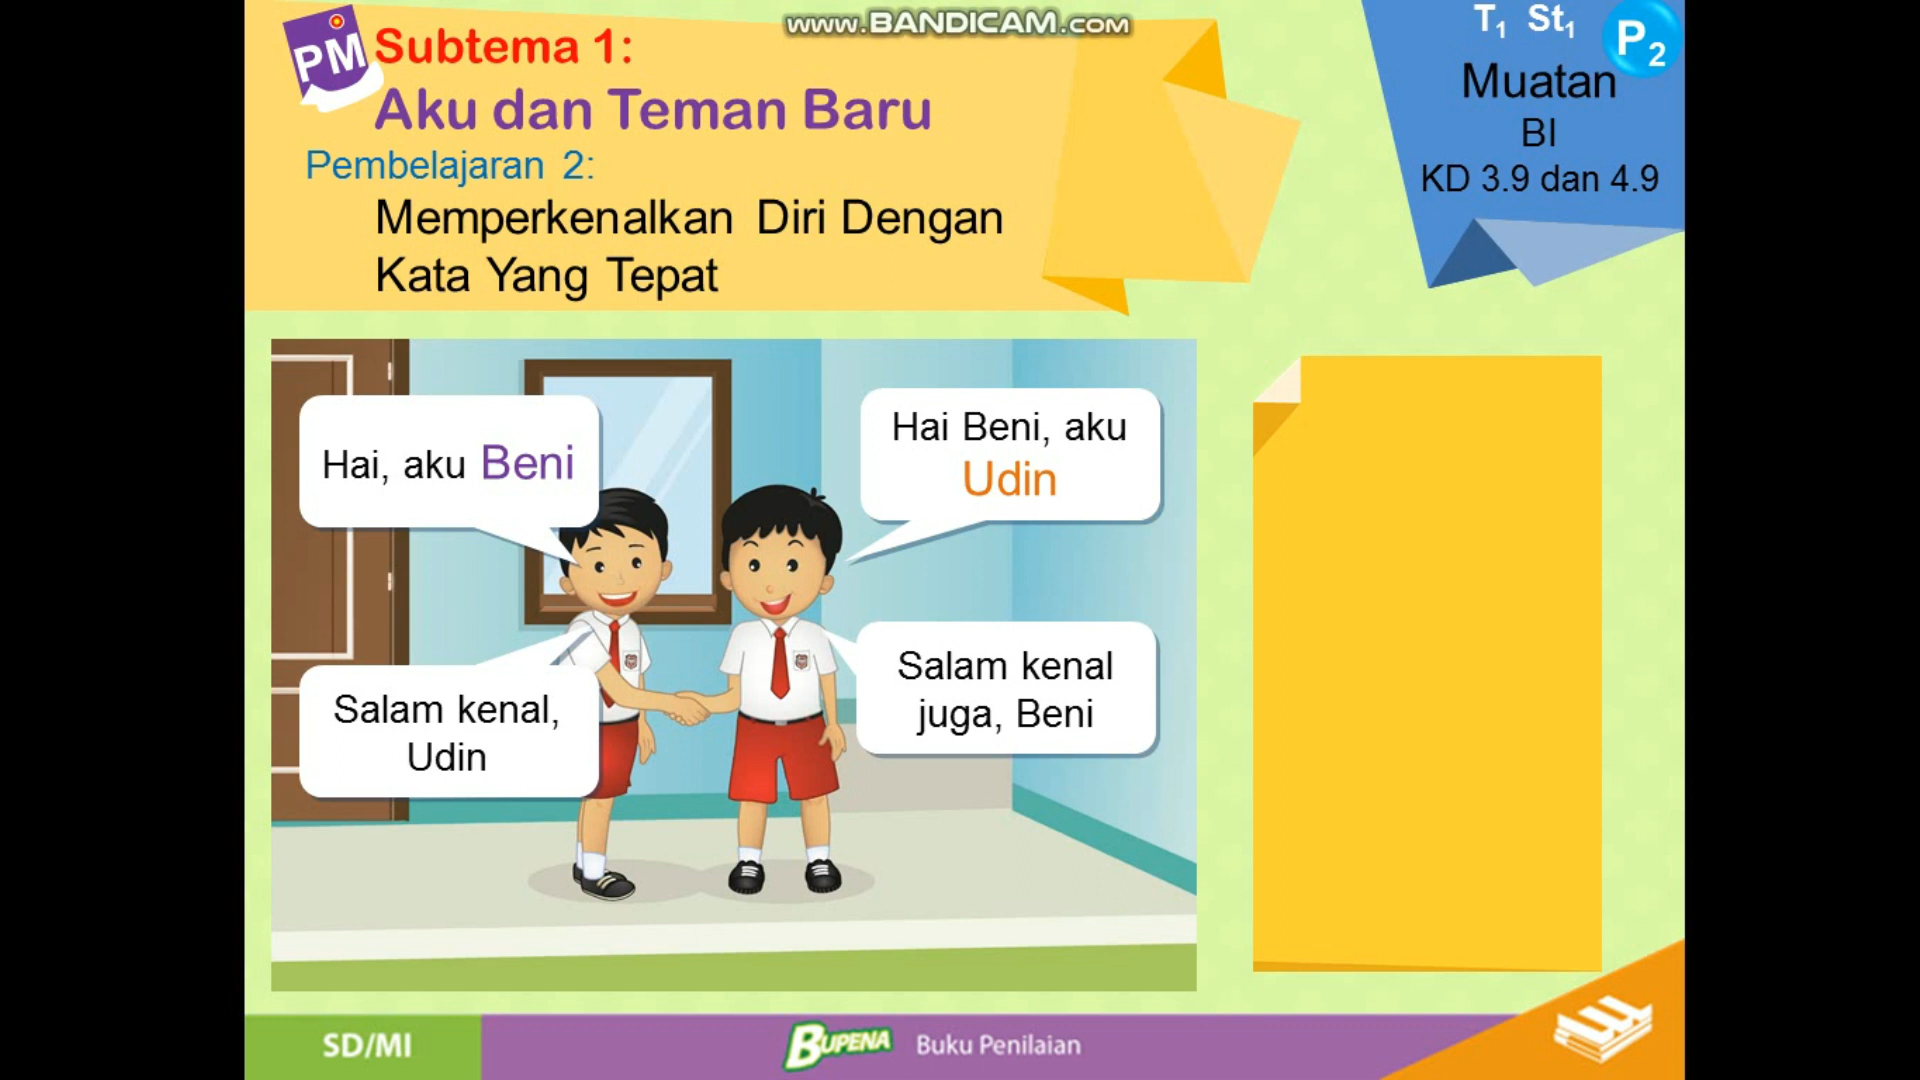 www.BANDICAM.com
PM
Subtema 1:
Aku dan Teman Baru
Pembelajaran 2:
Memperkenalkan Diri Dengan
Kata Yang Tepat
T1 St1 P2
Muatan
BI
KD 3.9 dan 4.9
Hai, aku Beni
Hai Beni, aku
Udin
Salam kenal,
Udin
Salam kenal
juga, Beni
SD/MI
BUPENA Buku Penilaian